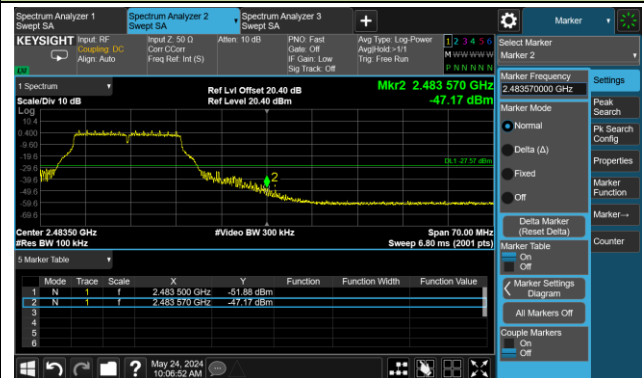 Spectrum Analyzer 1
Swept SA
Spectrum Analyzer 2
Swept SA
Spectrum Analyzer 3
Swept SA
+
Marker
KEYSIGHT
Input: RF
Coupling: DC
Align: Auto
Input Z: 50 Ω
Corr CCorr
Freq Ref: Int (S)
Atten: 10 dB
PNO: Fast
Gate: Off
IF Gain: Low
Sig Track: Off
Avg Type: Log-Power
Avg|Hold:>1/1
Trig: Free Run
1 2 3 4 5 6
M W W W W W
P N N N N N
LXI
Select Marker
Marker 2
Marker Frequency
2.483570000 GHz
Marker Mode
Normal
Delta (Δ)
Fixed
Off
Delta Marker
(Reset Delta)
Marker Table
On
Off
Marker Settings
Diagram
All Markers Off
Couple Markers
On
Off
Settings
Peak
Search
Pk Search
Config
Properties
Marker
Function
Marker→
Counter
1 Spectrum
Scale/Div 10 dB
Ref Lvl Offset 20.40 dB
Ref Level 20.40 dBm
Mkr2 2.483 570 GHz
-47.17 dBm
Log
10.4
0.400
-9.60
-19.6
-29.6
-39.6
-49.6
-59.6
-69.6
DL1 -27.57 dBm
2
Center 2.48350 GHz
#Res BW 100 kHz
#Video BW 300 kHz
Span 70.00 MHz
Sweep 6.80 ms (2001 pts)
5 Marker Table
Mode Trace Scale X Y Function Function Width Function Value
1 N 1 f 2.483 500 GHz -51.88 dBm
2 N 1 f 2.483 570 GHz -47.17 dBm
3
4
5
6
?
May 24, 2024
10:06:52 AM